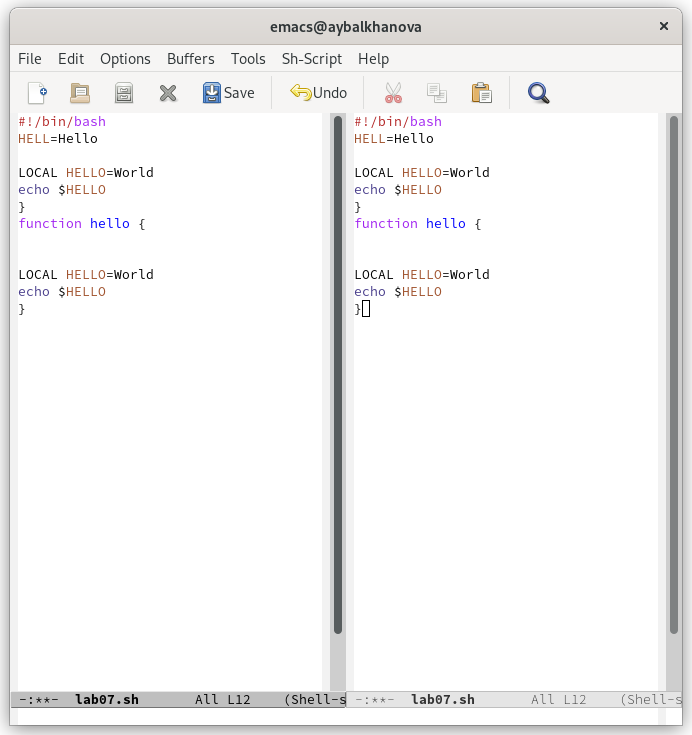 emacs@aybalkhanova
File Edit Options Buffers Tools Sh-Script Help
Save Undo
#!/bin/bash
HELL=Hello
LOCAL HELLO=World
echo $HELLO
}
function hello {
LOCAL HELLO=World
echo $HELLO
}
-:**- lab07.sh All L12 (Shell-s
#!/bin/bash
HELL=Hello
LOCAL HELLO=World
echo $HELLO
}
function hello {
LOCAL HELLO=World
echo $HELLO
}
-:**- lab07.sh All L12 (Shell-s